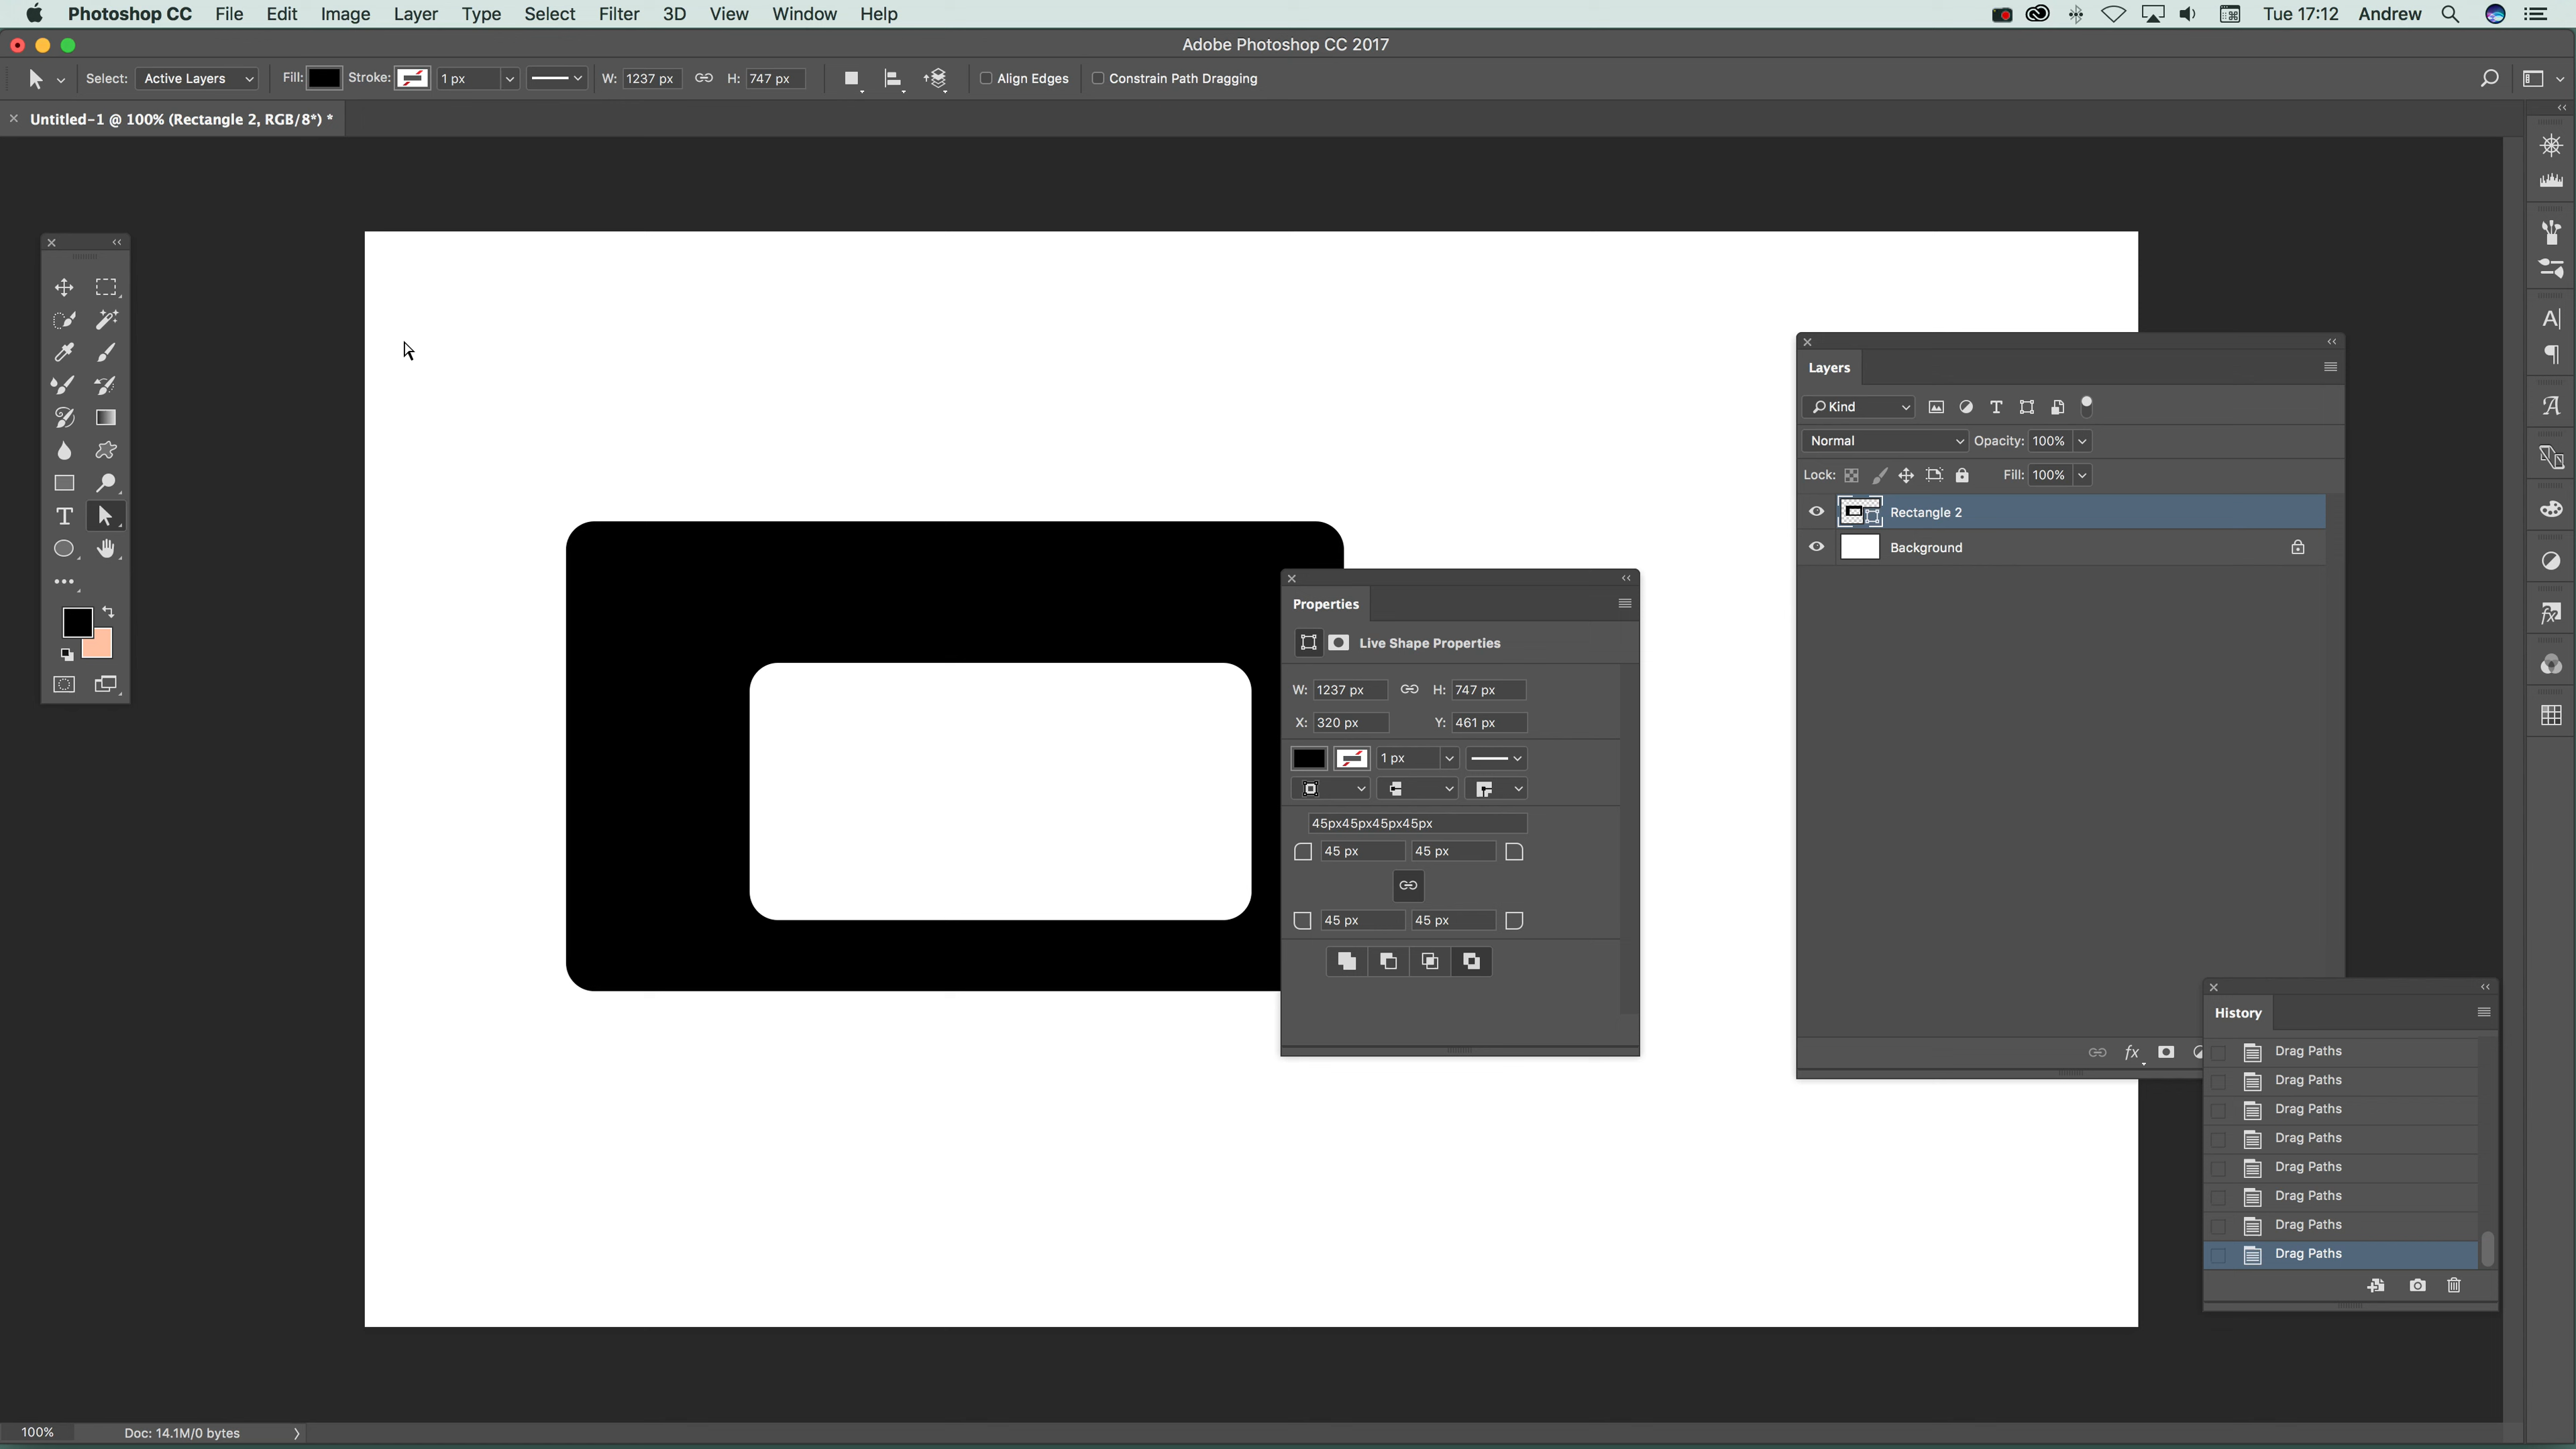 Photoshop CC File Edit Image Layer Type Select Filter 3D View Window Help Tue 17:12 Andrew
Adobe Photoshop CC 2017
Select: Active Layers Fill: Stroke: 1 px W: 1237 px H: 747 px Align Edges Constrain Path Dragging
Untitled-1 @ 100% (Rectangle 2, RGB/8*) *
Layers
Kind
Normal Opacity: 100%
Lock: Fill: 100%
Rectangle 2
Background
Properties
Live Shape Properties
W: 1237 px H: 747 px
X: 320 px Y: 461 px
1 px
45px45px45px45px
45 px 45 px
45 px 45 px
History
Drag Paths
Drag Paths
Drag Paths
Drag Paths
Drag Paths
Drag Paths
Drag Paths
Drag Paths
100% Doc: 14.1M/0 bytes